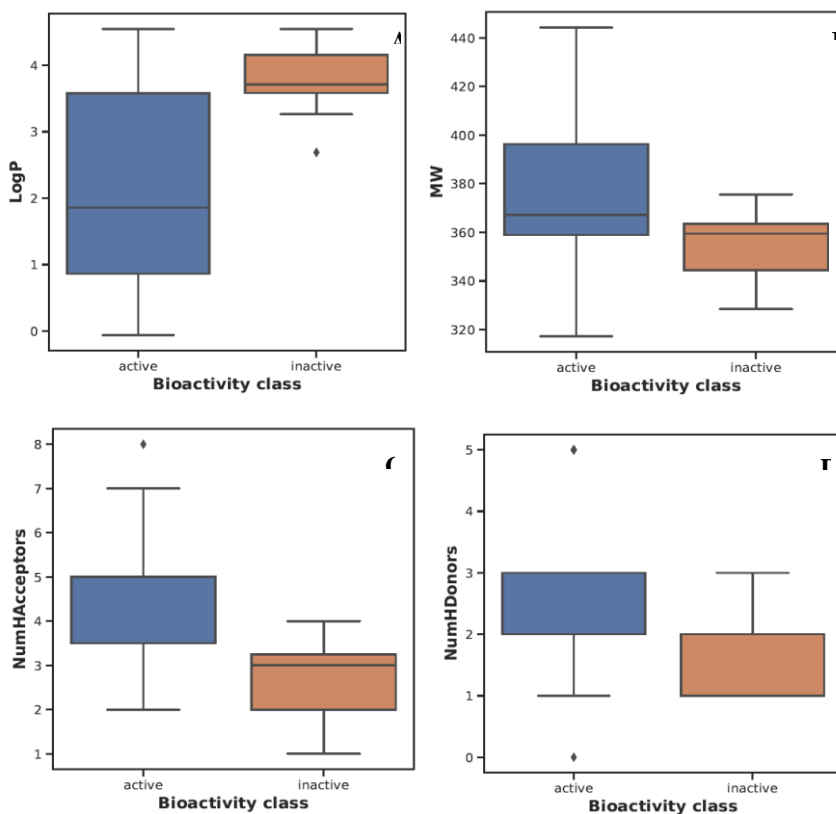 4
3
2
1
0
LogP
active
inactive
Bioactivity class
440
420
400
380
360
340
320
MW
active
inactive
Bioactivity class
8
7
6
5
4
3
2
1
NumHAcceptors
active
inactive
Bioactivity class
5
4
3
2
1
0
NumHDonors
active
inactive
Bioactivity class